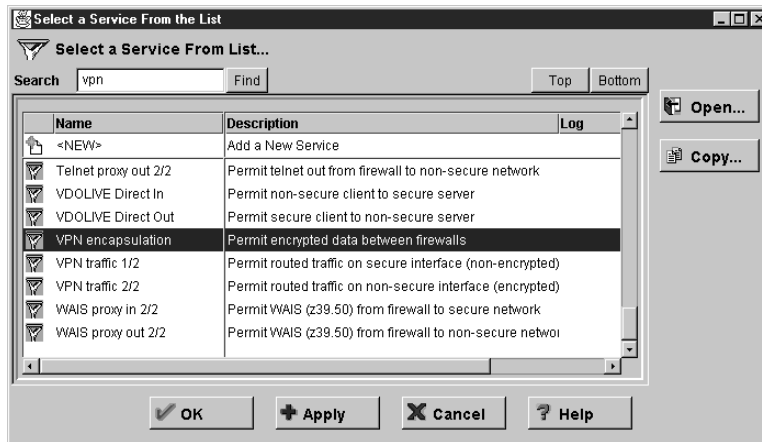 Select a Service From the List
Select a Service From List...
Search vpn Find Top Bottom
Open...
Copy...
Name Description Log
<NEW> Add a New Service
Telnet proxy out 2/2 Permit telnet out from firewall to non-secure network
VDOLIVE Direct In Permit non-secure client to secure server
VDOLIVE Direct Out Permit secure client to non-secure server
VPN encapsulation Permit encrypted data between firewalls
VPN traffic 1/2 Permit routed traffic on secure interface (non-encrypted)
VPN traffic 2/2 Permit routed traffic on non-secure interface (encrypted)
WAIS proxy in 2/2 Permit WAIS (z39.50) from firewall to secure network
WAIS proxy out 2/2 Permit WAIS (z39.50) from firewall to non-secure
OK Apply Cancel Help